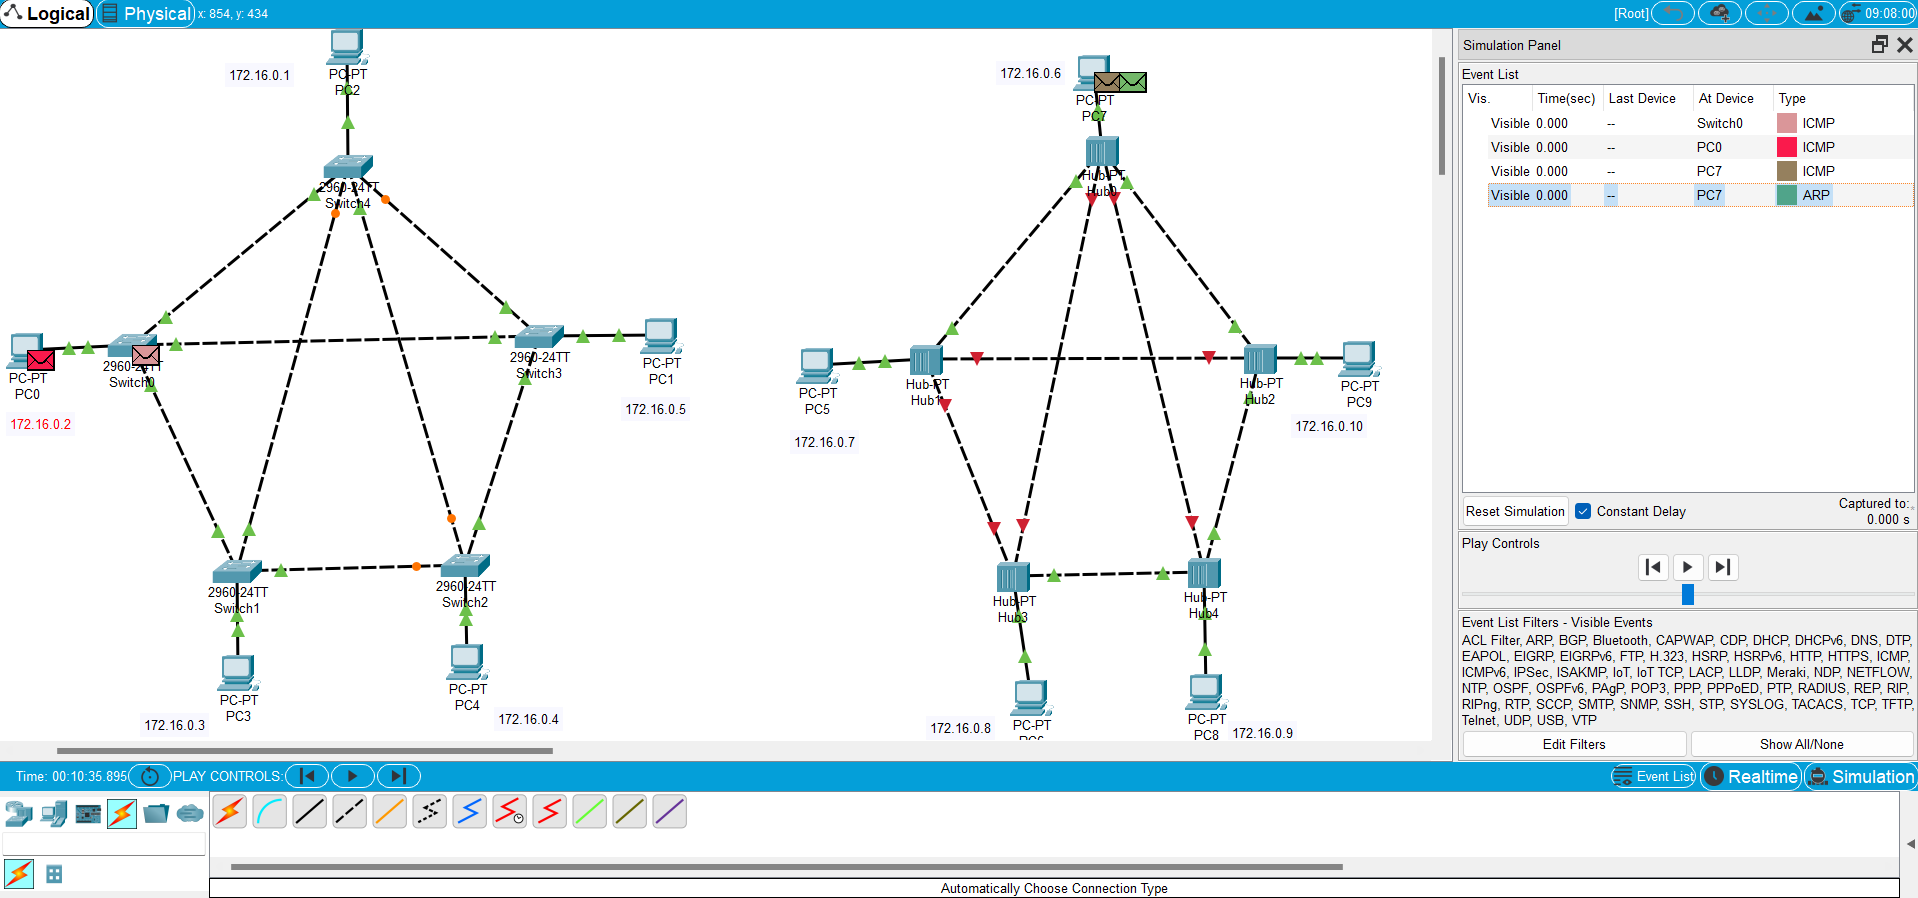 Logical
Physical
x: 854, y: 434
[Root]
09:08:00
172.16.0.1
PC-PT
PC2
2960-24TT
Switch4
PC-PT
PC0
172.16.0.2
2960-24TT
Switch0
2960-24TT
Switch3
PC-PT
PC1
172.16.0.5
2960-24TT
Switch1
2960-24TT
Switch2
PC-PT
PC3
172.16.0.3
PC-PT
PC4
172.16.0.4
172.16.0.6
PC-PT
PC7
Hub-PT
Hub0
PC-PT
PC5
172.16.0.7
Hub-PT
Hub1
Hub-PT
Hub2
PC-PT
PC9
172.16.0.10
Hub-PT
Hub3
Hub-PT
Hub4
172.16.0.8
PC-PT
PC6
PC-PT
PC8
172.16.0.9
Simulation Panel
Event List
Vis. Time(sec) Last Device At Device Type
Visible 0.000 -- Switch0 ICMP
Visible 0.000 -- PC0 ICMP
Visible 0.000 -- PC7 ICMP
Visible 0.000 -- PC7 ARP
Reset Simulation
Constant Delay
Captured to:
0.000 s
Play Controls
Event List Filters - Visible Events
ACL Filter, ARP, BGP, Bluetooth, CAPWAP, CDP, DHCP, DHCPv6, DNS, DTP,
EAPOL, EIGRP, EIGRPv6, FTP, H.323, HSRP, HSRPv6, HTTP, HTTPS, ICMP,
ICMPv6, IPSec, ISAKMP, IoT, IoT TCP, LACP, LLDP, Meraki, NDP, NETFLOW,
NTP, OSPF, OSPFv6, PAgP, POP3, PPP, PPPoED, PTP, RADIUS, REP, RIP,
RIPng, RTP, SCCP, SMTP, SNMP, SSH, STP, SYSLOG, TACACS, TCP, TFTP,
Telnet, UDP, USB, VTP
Edit Filters
Show All/None
Time: 00:10:35.895
PLAY CONTROLS:
Event List
Realtime
Simulation
Automatically Choose Connection Type